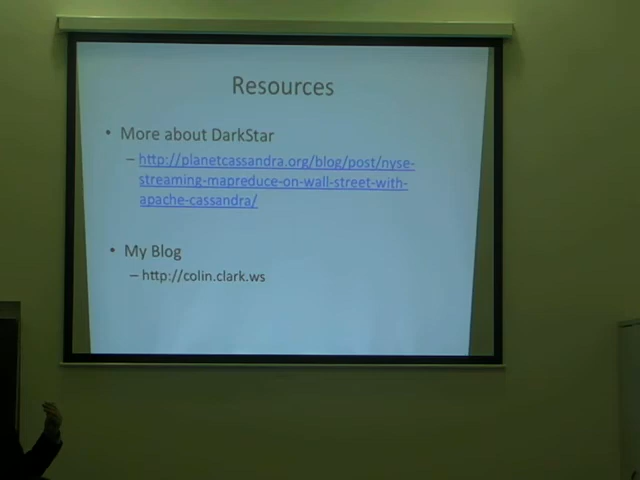 Resources
• More about DarkStar
– http://planetcassandra.org/blog/post/nyse-
streaming-mapreduce-on-wall-street-with-
apache-cassandra/
• My Blog
– http://colin.clark.ws